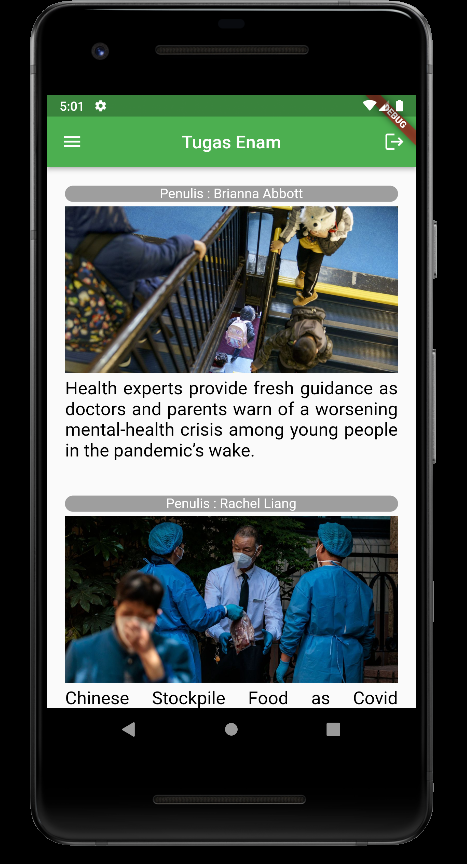 5:01
DEBUG
Tugas Enam
Penulis : Brianna Abbott
Health experts provide fresh guidance as
doctors and parents warn of a worsening
mental-health crisis among young people
in the pandemic's wake.
Penulis : Rachel Liang
Chinese Stockpile Food as Covid